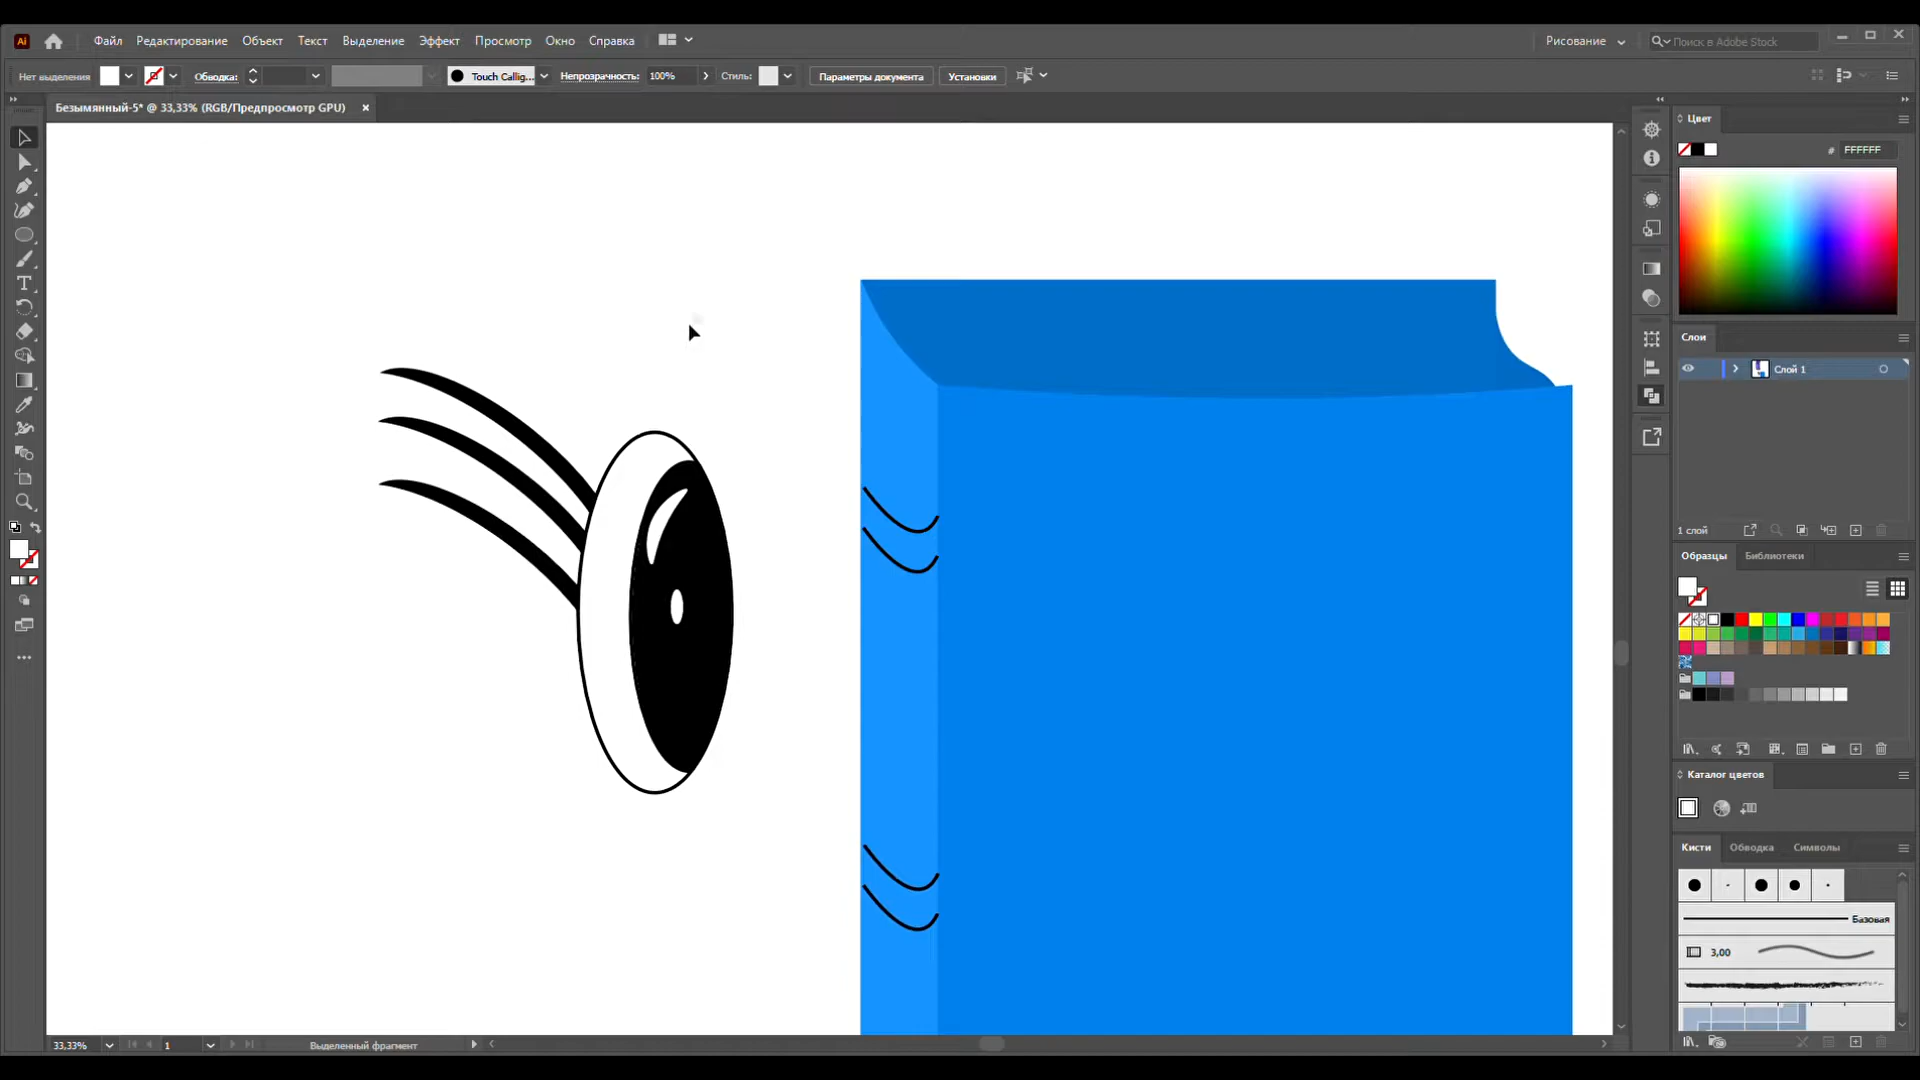 Ai Файл Редактирование Объект Текст Выделение Эффект Просмотр Окно Справка Рисование Поиск в Adobe Stock
Нет выделения Обводка: Touch Callig... Непрозрачность: 100% Стиль: Параметры документа Установки
Безымянный-5* @ 33,33% (RGB/Предпросмотр GPU) ×
Цвет
# FFFFFF
Слои
Слой 1
1 слой
Образцы Библиотеки
Каталог цветов
Кисти Обводка Символы
Базовая
3,00
33,33% 1 Выделенный фрагмент